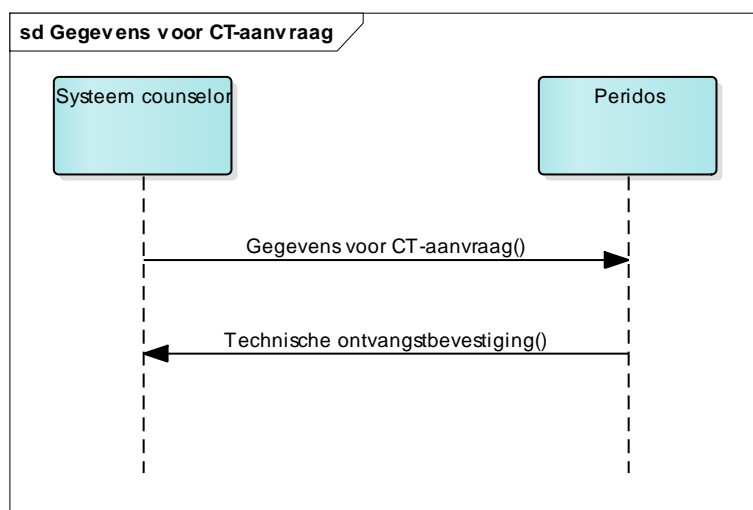 sd Gegevens voor CT-aanvraag
Systeem counselor
Peridos
Gegevens voor CT-aanvraag()
Technische ontvangstbevestiging()